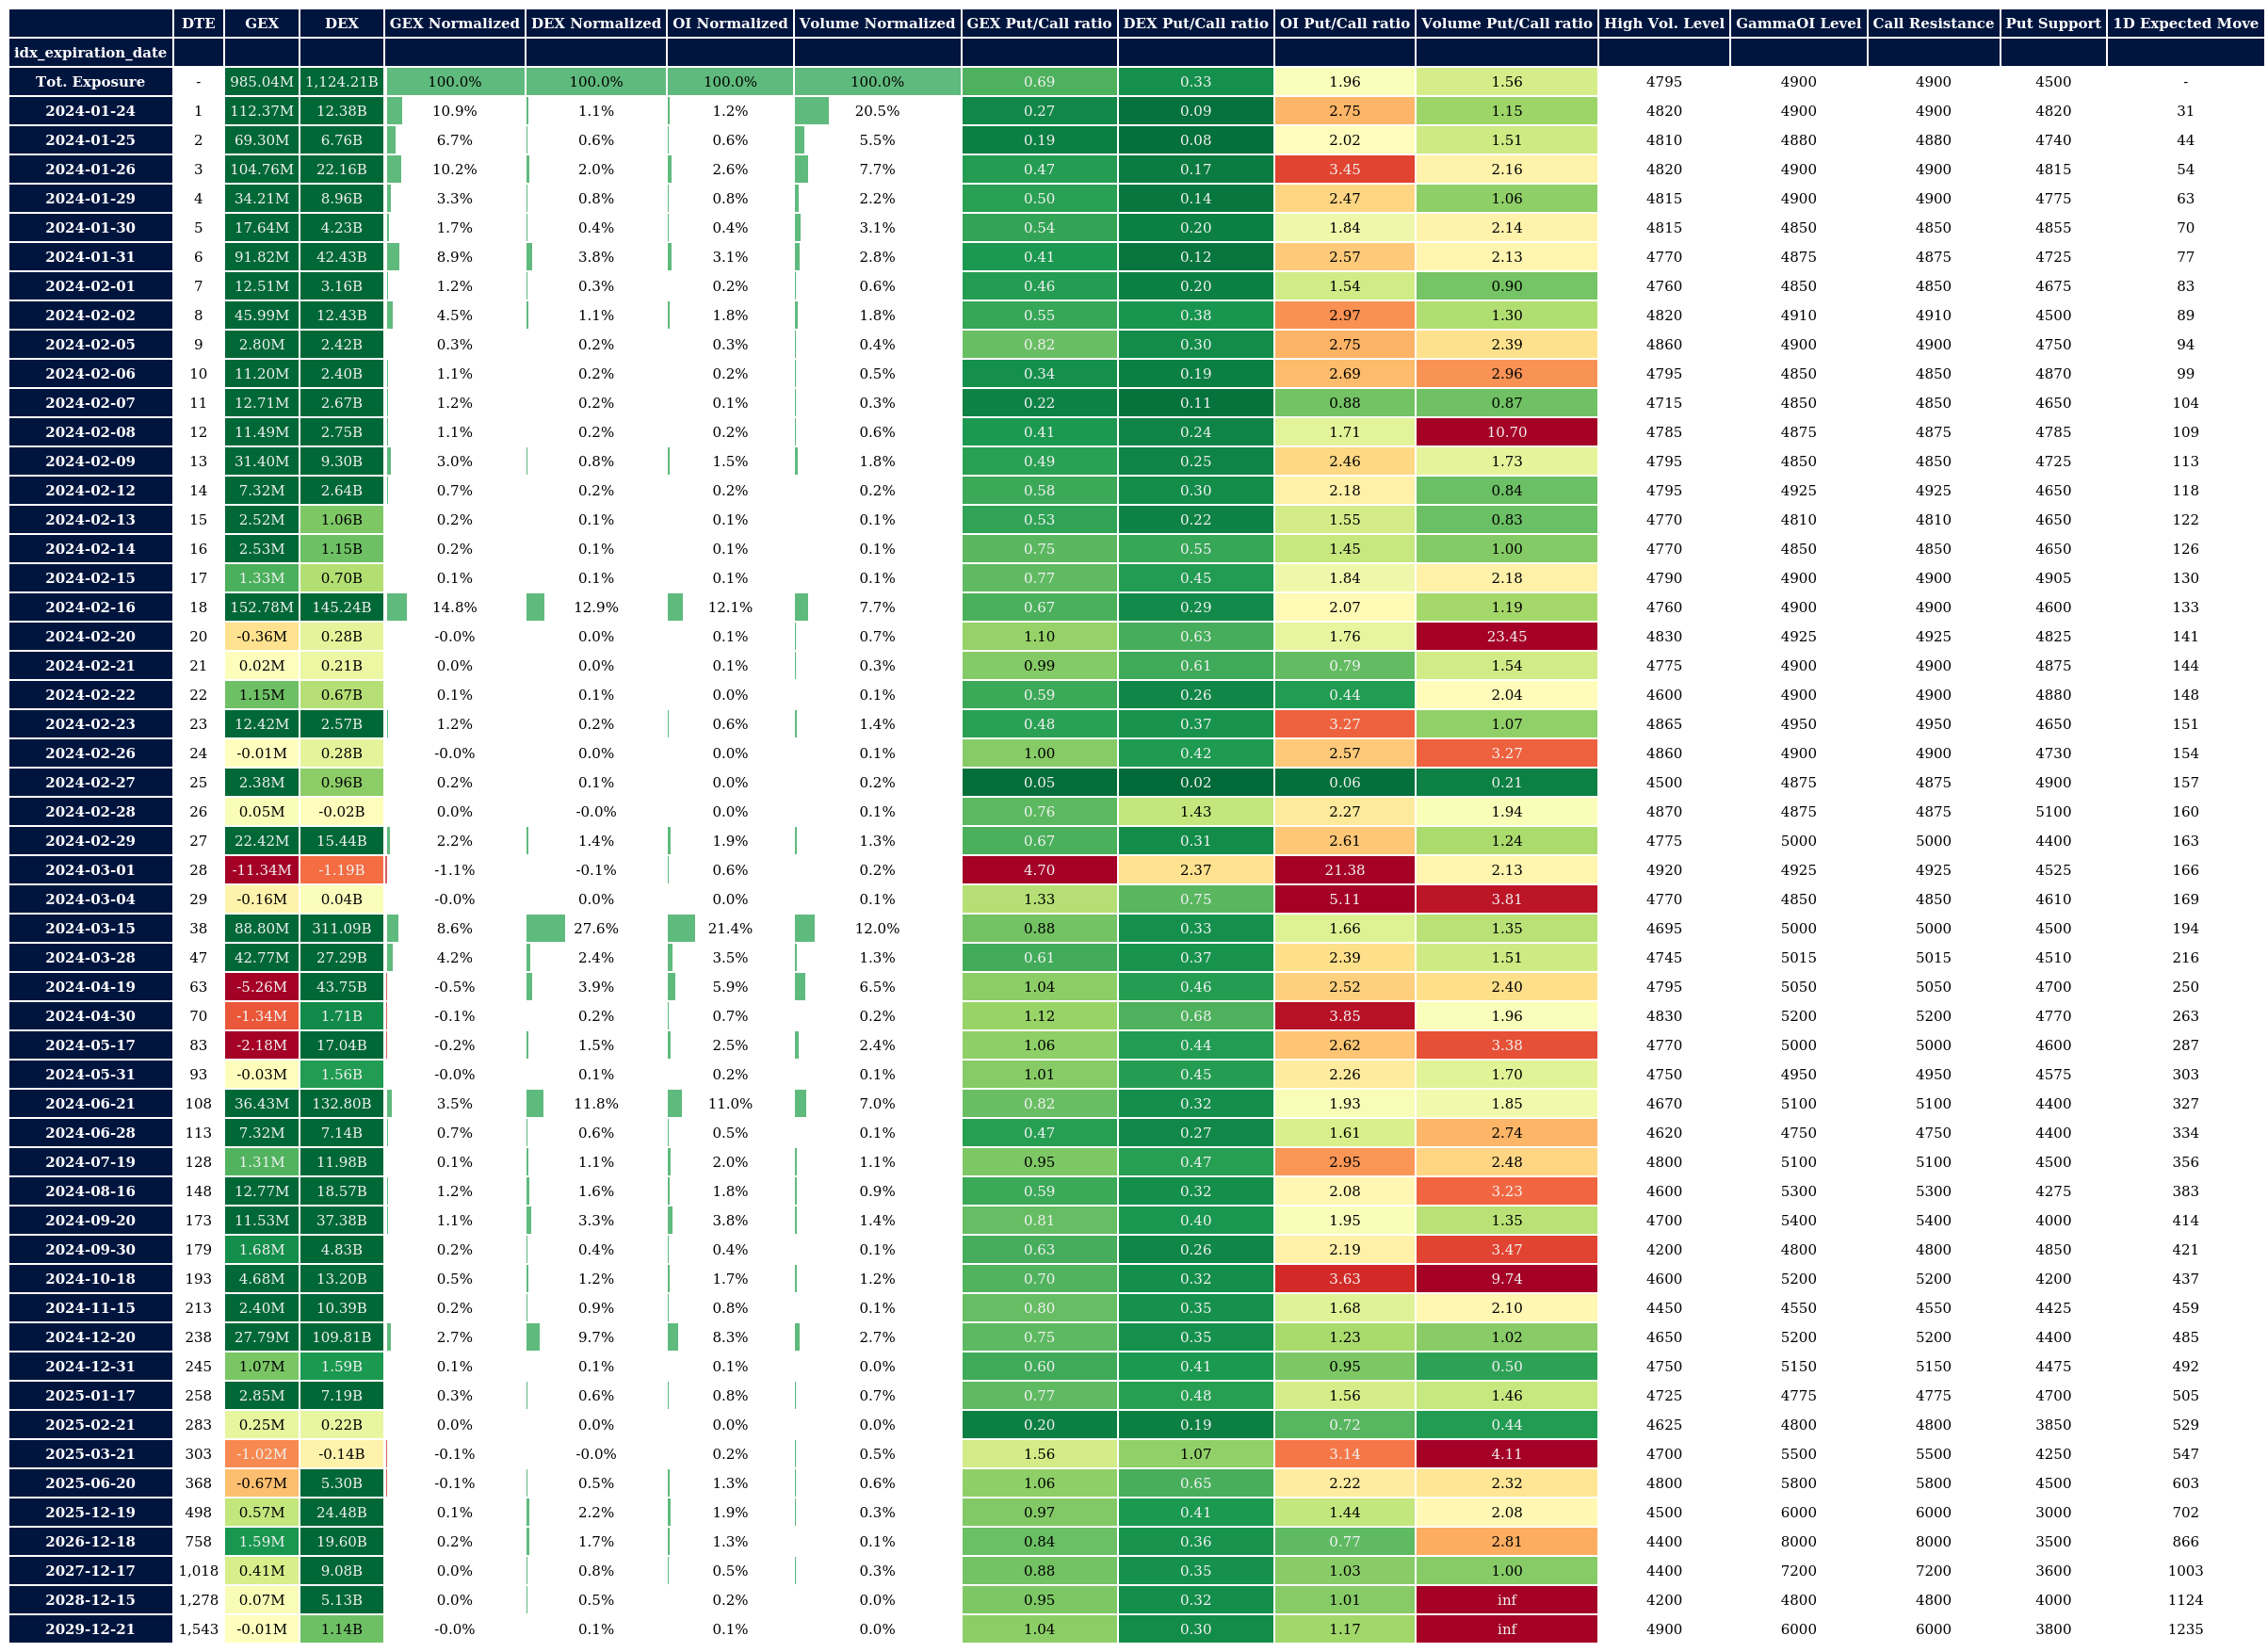 DTE GEX DEX GEX Normalized DEX Normalized OI Normalized Volume Normalized GEX Put/Call ratio DEX Put/Call ratio OI Put/Call ratio Volume Put/Call ratio High Vol. Level GammaOI Level Call Resistance Put Support 1D Expected Move
idx_expiration_date
Tot. Exposure - 985.04M 1,124.21B 100.0% 100.0% 100.0% 100.0% 0.69 0.33 1.96 1.56 4795 4900 4900 4500 -
2024-01-24 1 112.37M 12.38B 10.9% 1.1% 1.2% 20.5% 0.27 0.09 2.75 1.15 4820 4900 4900 4820 31
2024-01-25 2 69.30M 6.76B 6.7% 0.6% 0.6% 5.5% 0.19 0.08 2.02 1.51 4810 4880 4880 4740 44
2024-01-26 3 104.76M 22.16B 10.2% 2.0% 2.6% 7.7% 0.47 0.17 3.45 2.16 4820 4900 4900 4815 54
2024-01-29 4 34.21M 8.96B 3.3% 0.8% 0.8% 2.2% 0.50 0.14 2.47 1.06 4815 4900 4900 4775 63
2024-01-30 5 17.64M 4.23B 1.7% 0.4% 0.4% 3.1% 0.54 0.20 1.84 2.14 4815 4850 4850 4855 70
2024-01-31 6 91.82M 42.43B 8.9% 3.8% 3.1% 2.8% 0.41 0.12 2.57 2.13 4770 4875 4875 4725 77
2024-02-01 7 12.51M 3.16B 1.2% 0.3% 0.2% 0.6% 0.46 0.20 1.54 0.90 4760 4850 4850 4675 83
2024-02-02 8 45.99M 12.43B 4.5% 1.1% 1.8% 1.8% 0.55 0.38 2.97 1.30 4820 4910 4910 4500 89
2024-02-05 9 2.80M 2.42B 0.3% 0.2% 0.3% 0.4% 0.82 0.30 2.75 2.39 4860 4900 4900 4750 94
2024-02-06 10 11.20M 2.40B 1.1% 0.2% 0.2% 0.5% 0.34 0.19 2.69 2.96 4795 4850 4850 4870 99
2024-02-07 11 12.71M 2.67B 1.2% 0.2% 0.1% 0.3% 0.22 0.11 0.88 0.87 4715 4850 4850 4650 104
2024-02-08 12 11.49M 2.75B 1.1% 0.2% 0.2% 0.6% 0.41 0.24 1.71 10.70 4785 4875 4875 4785 109
2024-02-09 13 31.40M 9.30B 3.0% 0.8% 1.5% 1.8% 0.49 0.25 2.46 1.73 4795 4850 4850 4725 113
2024-02-12 14 7.32M 2.64B 0.7% 0.2% 0.2% 0.2% 0.58 0.30 2.18 0.84 4795 4925 4925 4650 118
2024-02-13 15 2.52M 1.06B 0.2% 0.1% 0.1% 0.1% 0.53 0.22 1.55 0.83 4770 4810 4810 4650 122
2024-02-14 16 2.53M 1.15B 0.2% 0.1% 0.1% 0.1% 0.75 0.55 1.45 1.00 4770 4850 4850 4650 126
2024-02-15 17 1.33M 0.70B 0.1% 0.1% 0.1% 0.1% 0.77 0.45 1.84 2.18 4790 4900 4900 4905 130
2024-02-16 18 152.78M 145.24B 14.8% 12.9% 12.1% 7.7% 0.67 0.29 2.07 1.19 4760 4900 4900 4600 133
2024-02-20 20 -0.36M 0.28B -0.0% 0.0% 0.1% 0.7% 1.10 0.63 1.76 23.45 4830 4925 4925 4825 141
2024-02-21 21 0.02M 0.21B 0.0% 0.0% 0.1% 0.3% 0.99 0.61 0.79 1.54 4775 4900 4900 4875 144
2024-02-22 22 1.15M 0.67B 0.1% 0.1% 0.0% 0.1% 0.59 0.26 0.44 2.04 4600 4900 4900 4880 148
2024-02-23 23 12.42M 2.57B 1.2% 0.2% 0.6% 1.4% 0.48 0.37 3.27 1.07 4865 4950 4950 4650 151
2024-02-26 24 -0.01M 0.28B -0.0% 0.0% 0.0% 0.1% 1.00 0.42 2.57 3.27 4860 4900 4900 4730 154
2024-02-27 25 2.38M 0.96B 0.2% 0.1% 0.0% 0.2% 0.05 0.02 0.06 0.21 4500 4875 4875 4900 157
2024-02-28 26 0.05M -0.02B 0.0% -0.0% 0.0% 0.1% 0.76 1.43 2.27 1.94 4870 4875 4875 5100 160
2024-02-29 27 22.42M 15.44B 2.2% 1.4% 1.9% 1.3% 0.67 0.31 2.61 1.24 4775 5000 5000 4400 163
2024-03-01 28 -11.34M -1.19B -1.1% -0.1% 0.6% 0.2% 4.70 2.37 21.38 2.13 4920 4925 4925 4525 166
2024-03-04 29 -0.16M 0.04B -0.0% 0.0% 0.0% 0.1% 1.33 0.75 5.11 3.81 4770 4850 4850 4610 169
2024-03-15 38 88.80M 311.09B 8.6% 27.6% 21.4% 12.0% 0.88 0.33 1.66 1.35 4695 5000 5000 4500 194
2024-03-28 47 42.77M 27.29B 4.2% 2.4% 3.5% 1.3% 0.61 0.37 2.39 1.51 4745 5015 5015 4510 216
2024-04-19 63 -5.26M 43.75B -0.5% 3.9% 5.9% 6.5% 1.04 0.46 2.52 2.40 4795 5050 5050 4700 250
2024-04-30 70 -1.34M 1.71B -0.1% 0.2% 0.7% 0.2% 1.12 0.68 3.85 1.96 4830 5200 5200 4770 263
2024-05-17 83 -2.18M 17.04B -0.2% 1.5% 2.5% 2.4% 1.06 0.44 2.62 3.38 4770 5000 5000 4600 287
2024-05-31 93 -0.03M 1.56B -0.0% 0.1% 0.2% 0.1% 1.01 0.45 2.26 1.70 4750 4950 4950 4575 303
2024-06-21 108 36.43M 132.80B 3.5% 11.8% 11.0% 7.0% 0.82 0.32 1.93 1.85 4670 5100 5100 4400 327
2024-06-28 113 7.32M 7.14B 0.7% 0.6% 0.5% 0.1% 0.47 0.27 1.61 2.74 4620 4750 4750 4400 334
2024-07-19 128 1.31M 11.98B 0.1% 1.1% 2.0% 1.1% 0.95 0.47 2.95 2.48 4800 5100 5100 4500 356
2024-08-16 148 12.77M 18.57B 1.2% 1.6% 1.8% 0.9% 0.59 0.32 2.08 3.23 4600 5300 5300 4275 383
2024-09-20 173 11.53M 37.38B 1.1% 3.3% 3.8% 1.4% 0.81 0.40 1.95 1.35 4700 5400 5400 4000 414
2024-09-30 179 1.68M 4.83B 0.2% 0.4% 0.4% 0.1% 0.63 0.26 2.19 3.47 4200 4800 4800 4850 421
2024-10-18 193 4.68M 13.20B 0.5% 1.2% 1.7% 1.2% 0.70 0.32 3.63 9.74 4600 5200 5200 4200 437
2024-11-15 213 2.40M 10.39B 0.2% 0.9% 0.8% 0.1% 0.80 0.35 1.68 2.10 4450 4550 4550 4425 459
2024-12-20 238 27.79M 109.81B 2.7% 9.7% 8.3% 2.7% 0.75 0.35 1.23 1.02 4650 5200 5200 4400 485
2024-12-31 245 1.07M 1.59B 0.1% 0.1% 0.1% 0.0% 0.60 0.41 0.95 0.50 4750 5150 5150 4475 492
2025-01-17 258 2.85M 7.19B 0.3% 0.6% 0.8% 0.7% 0.77 0.48 1.56 1.46 4725 4775 4775 4700 505
2025-02-21 283 0.25M 0.22B 0.0% 0.0% 0.0% 0.0% 0.20 0.19 0.72 0.44 4625 4800 4800 3850 529
2025-03-21 303 -1.02M -0.14B -0.1% -0.0% 0.2% 0.5% 1.56 1.07 3.14 4.11 4700 5500 5500 4250 547
2025-06-20 368 -0.67M 5.30B -0.1% 0.5% 1.3% 0.6% 1.06 0.65 2.22 2.32 4800 5800 5800 4500 603
2025-12-19 498 0.57M 24.48B 0.1% 2.2% 1.9% 0.3% 0.97 0.41 1.44 2.08 4500 6000 6000 3000 702
2026-12-18 758 1.59M 19.60B 0.2% 1.7% 1.3% 0.1% 0.84 0.36 0.77 2.81 4400 8000 8000 3500 866
2027-12-17 1,018 0.41M 9.08B 0.0% 0.8% 0.5% 0.3% 0.88 0.35 1.03 1.00 4400 7200 7200 3600 1003
2028-12-15 1,278 0.07M 5.13B 0.0% 0.5% 0.2% 0.0% 0.95 0.32 1.01 inf 4200 4800 4800 4000 1124
2029-12-21 1,543 -0.01M 1.14B -0.0% 0.1% 0.1% 0.0% 1.04 0.30 1.17 inf 4900 6000 6000 3800 1235